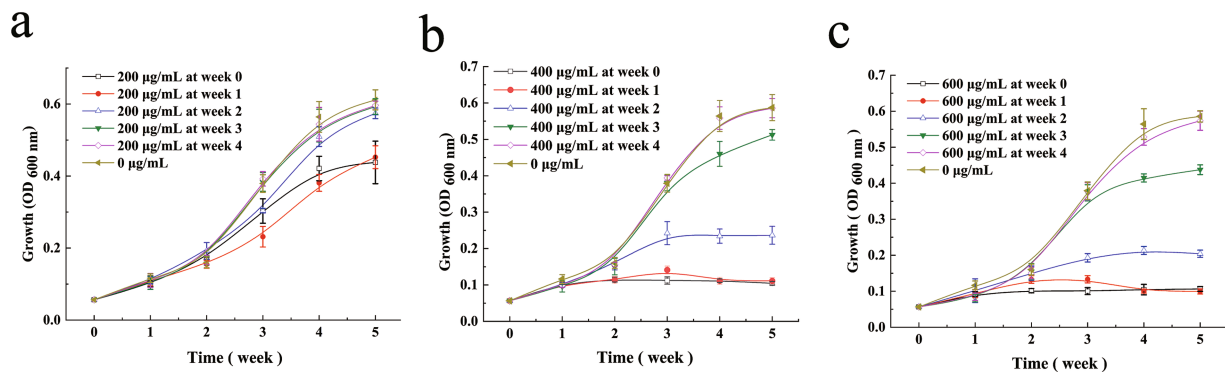 a
200 μg/mL at week 0
200 μg/mL at week 1
200 μg/mL at week 2
200 μg/mL at week 3
200 μg/mL at week 4
0 μg/mL
Growth (OD 600 nm)
0.6
0.4
0.2
0.0
0 1 2 3 4 5
Time ( week )
b
400 μg/mL at week 0
400 μg/mL at week 1
400 μg/mL at week 2
400 μg/mL at week 3
400 μg/mL at week 4
0 μg/mL
Growth (OD 600 nm)
0.7
0.6
0.5
0.4
0.3
0.2
0.1
0.0
0 1 2 3 4 5
Time ( week )
c
600 μg/mL at week 0
600 μg/mL at week 1
600 μg/mL at week 2
600 μg/mL at week 3
600 μg/mL at week 4
0 μg/mL
Growth ( OD 600 nm)
0.7
0.6
0.5
0.4
0.3
0.2
0.1
0.0
0 1 2 3 4 5
Time ( week )